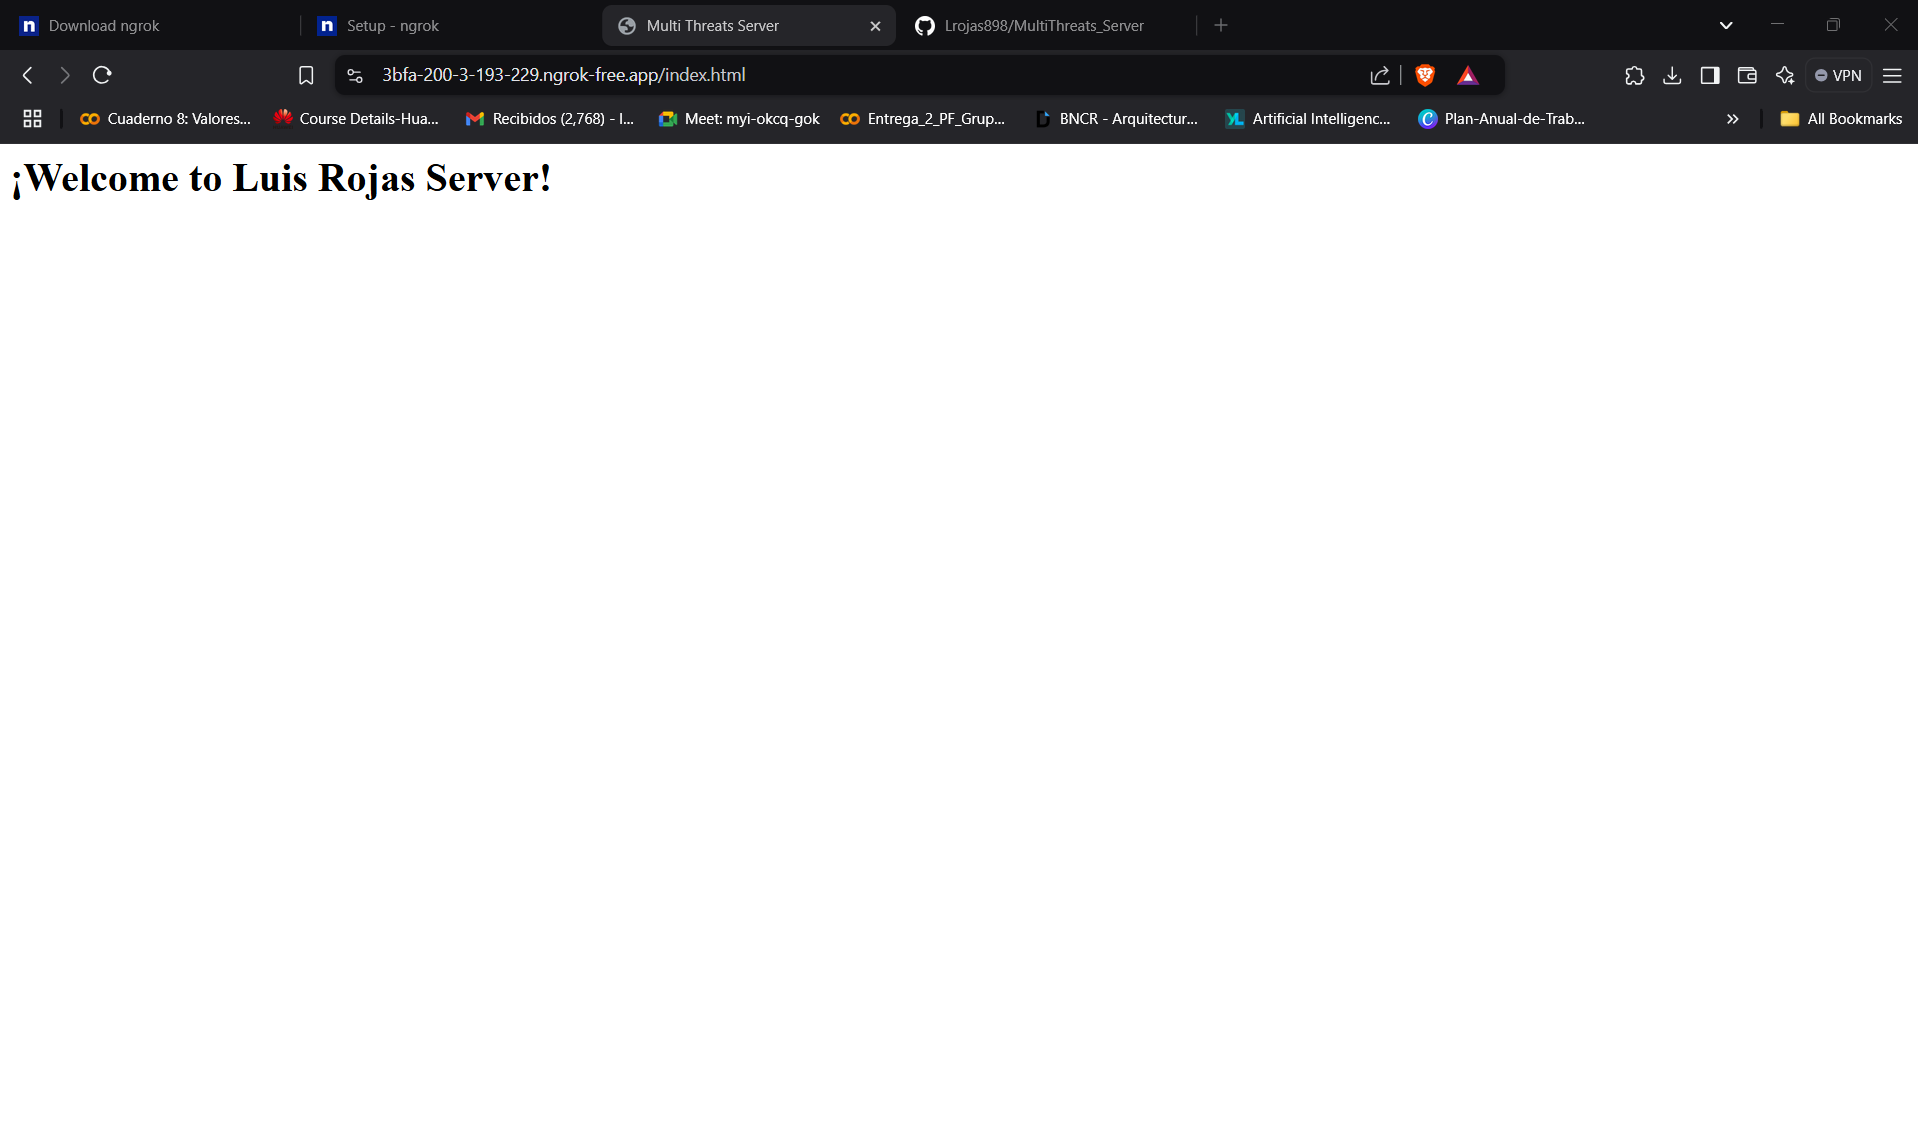 Download ngrok
Setup - ngrok
Multi Threats Server
Lrojas898/MultiThreats_Server
3bfa-200-3-193-229.ngrok-free.app/index.html
VPN
Cuaderno 8: Valores...
Course Details-Hua...
Recibidos (2,768) - l...
Meet: myi-okcq-gok
Entrega_2_PF_Grup...
BNCR - Arquitectur...
Artificial Intelligenc...
Plan-Anual-de-Trab...
All Bookmarks
¡Welcome to Luis Rojas Server!